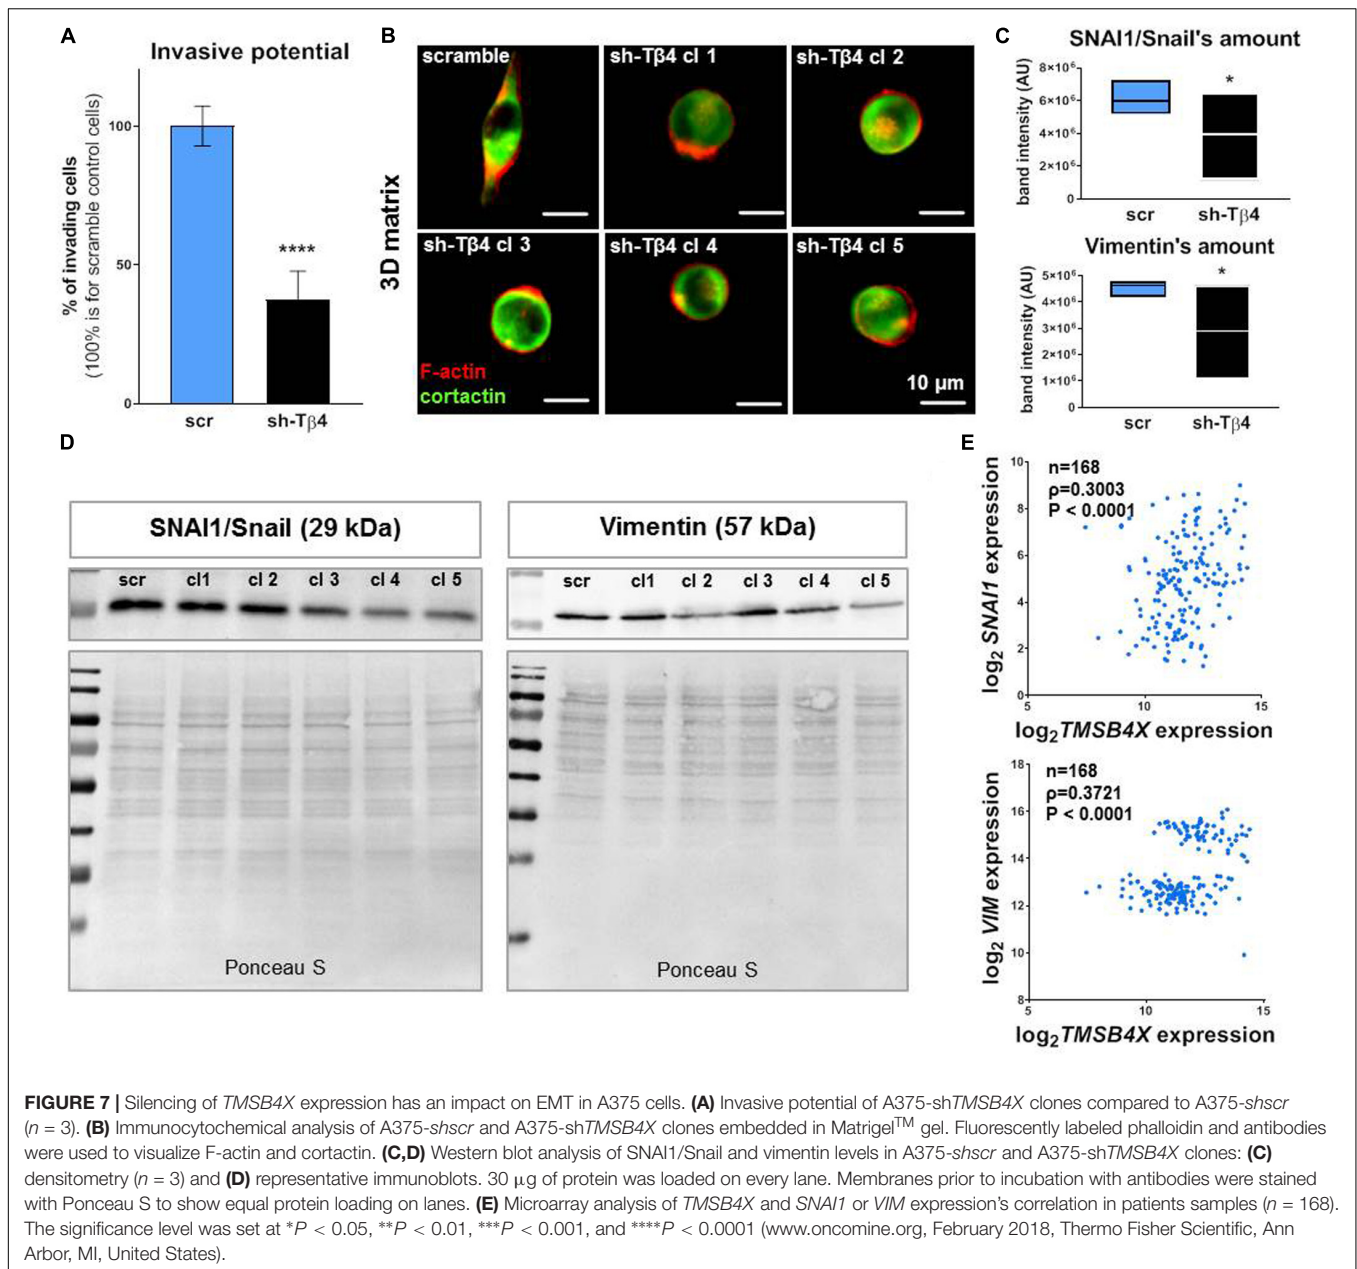 A
Invasive potential
% of invading cells
(100% is for scramble control cells)
100
50
0
****
scr
sh-Tβ4
B
3D matrix
scramble
sh-Tβ4 cl 1
sh-Tβ4 cl 2
sh-Tβ4 cl 3
sh-Tβ4 cl 4
sh-Tβ4 cl 5
F-actin
cortactin
10 µm
C
SNAI1/Snail's amount
band intensity (AU)
8×10⁶
6×10⁶
4×10⁶
2×10⁶
0
*
scr
sh-Tβ4
Vimentin's amount
band intensity (AU)
5×10⁶
4×10⁶
3×10⁶
2×10⁶
1×10⁶
0
*
scr
sh-Tβ4
D
SNAI1/Snail (29 kDa)
scr cl1 cl 2 cl 3 cl 4 cl 5
Ponceau S
Vimentin (57 kDa)
scr cl1 cl 2 cl 3 cl 4 cl 5
Ponceau S
E
log₂ SNAI1 expression
10
8
6
4
2
0
n=168
ρ=0.3003
P < 0.0001
5 10 15
log₂TMSB4X expression
log₂ VIM expression
18
16
14
12
10
8
n=168
ρ=0.3721
P < 0.0001
5 10 15
log₂TMSB4X expression
FIGURE 7 | Silencing of TMSB4X expression has an impact on EMT in A375 cells. (A) Invasive potential of A375-shTMSB4X clones compared to A375-shscr
(n = 3). (B) Immunocytochemical analysis of A375-shscr and A375-shTMSB4X clones embedded in Matrigel™ gel. Fluorescently labeled phalloidin and antibodies
were used to visualize F-actin and cortactin. (C,D) Western blot analysis of SNAI1/Snail and vimentin levels in A375-shscr and A375-shTMSB4X clones: (C)
densitometry (n = 3) and (D) representative immunoblots. 30 µg of protein was loaded on every lane. Membranes prior to incubation with antibodies were stained
with Ponceau S to show equal protein loading on lanes. (E) Microarray analysis of TMSB4X and SNAI1 or VIM expression's correlation in patients samples (n = 168).
The significance level was set at *P < 0.05, **P < 0.01, ***P < 0.001, and ****P < 0.0001 (www.oncomine.org, February 2018, Thermo Fisher Scientific, Ann
Arbor, MI, United States).